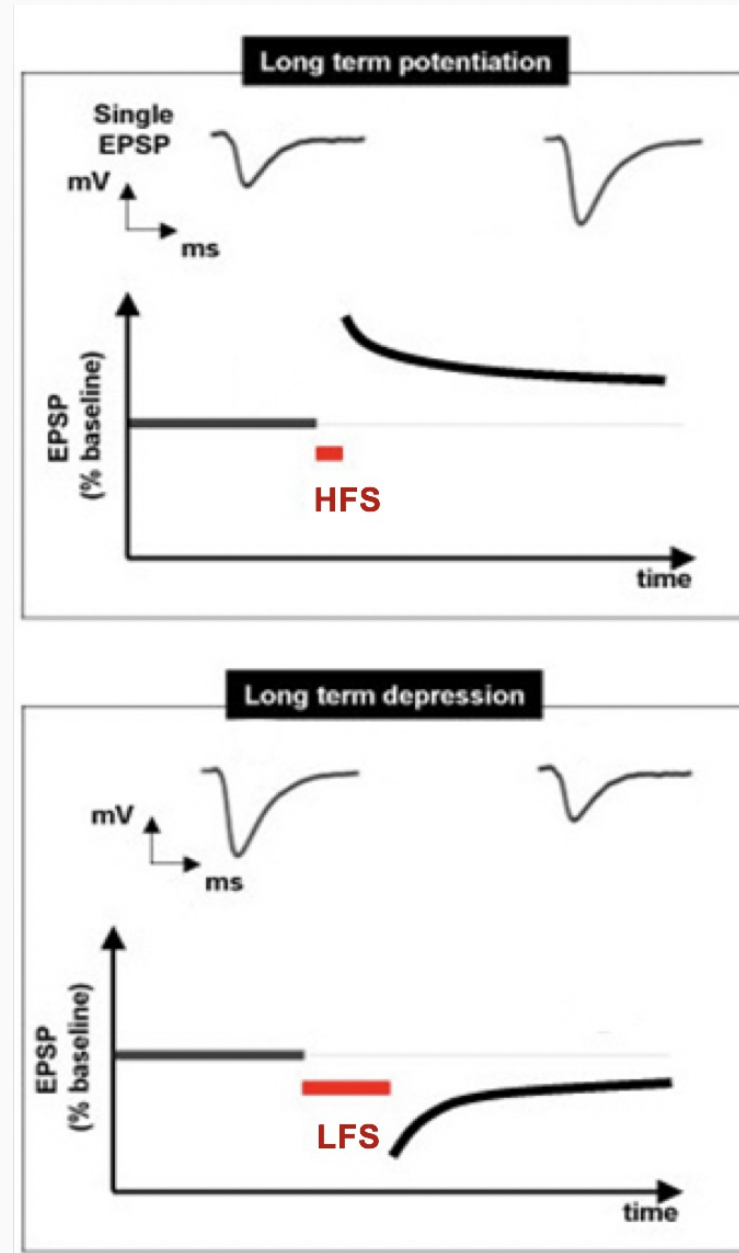 Long term potentiation
Single
EPSP
mV
ms
EPSP
(% baseline)
HFS
time
Long term depression
mV
ms
EPSP
(% baseline)
LFS
time